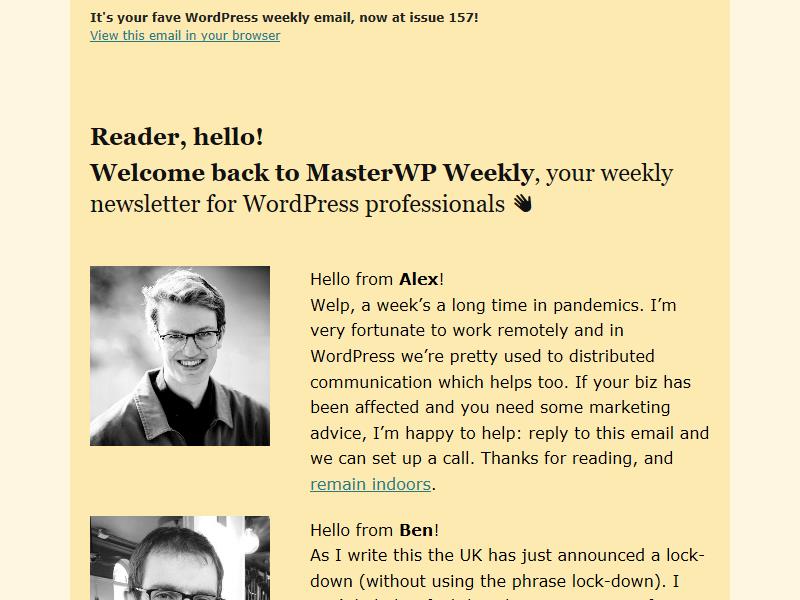 It's your fave WordPress weekly email, now at issue 157!
View this email in your browser
Reader, hello!
Welcome back to MasterWP Weekly, your weekly
newsletter for WordPress professionals 👋
Hello from Alex!
Welp, a week’s a long time in pandemics. I’m
very fortunate to work remotely and in
WordPress we’re pretty used to distributed
communication which helps too. If your biz has
been affected and you need some marketing
advice, I’m happy to help: reply to this email and
we can set up a call. Thanks for reading, and
remain indoors.
Hello from Ben!
As I write this the UK has just announced a lock-
down (without using the phrase lock-down). I